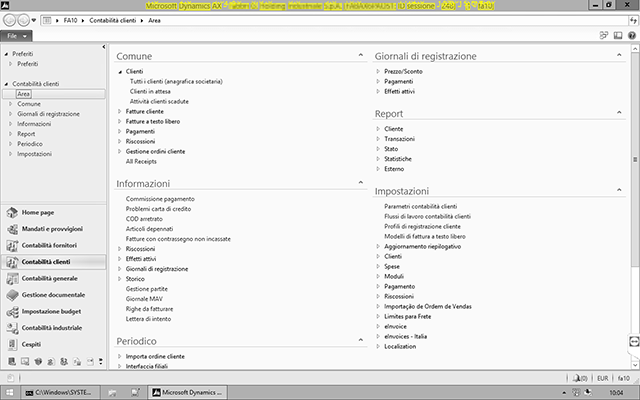 Microsoft Dynamics AX
ID sessione
fa10
FA10 ▸ Contabilità clienti ▸ Area
File
Preferiti
Preferiti
Contabilità clienti
Area
Comune
Giornali di registrazione
Informazioni
Report
Periodico
Impostazioni
Home page
Mandati e provvigioni
Contabilità fornitori
Contabilità clienti
Contabilità generale
Gestione documentale
Impostazione budget
Contabilità industriale
Cespiti
Comune
Clienti
Tutti i clienti (anagrafica societaria)
Clienti in attesa
Attività clienti scadute
Fatture cliente
Fatture a testo libero
Pagamenti
Riscossioni
Gestione ordini cliente
All Receipts
Informazioni
Commissione pagamento
Problemi carta di credito
COD arretrato
Articoli depennati
Fatture con contrassegno non incassate
Riscossioni
Effetti attivi
Giornali di registrazione
Storico
Gestione partite
Giornale MAV
Righe da fatturare
Lettera di intento
Periodico
Importa ordine cliente
Interfaccia filiali
Giornali di registrazione
Prezzo/Sconto
Pagamenti
Effetti attivi
Report
Cliente
Transazioni
Stato
Statistiche
Esterno
Impostazioni
Parametri contabilità clienti
Flussi di lavoro contabilità clienti
Profili di registrazione cliente
Modelli di fattura a testo libero
Aggiornamento riepilogativo
Clienti
Spese
Moduli
Pagamento
Riscossioni
Importação de Ordem de Vendas
Limites para Frete
eInvoice
eInvoices - Italia
Localization
(0)
EUR
fa10
C:\Windows\SYSTE...
Microsoft Dynamics ...
10:04